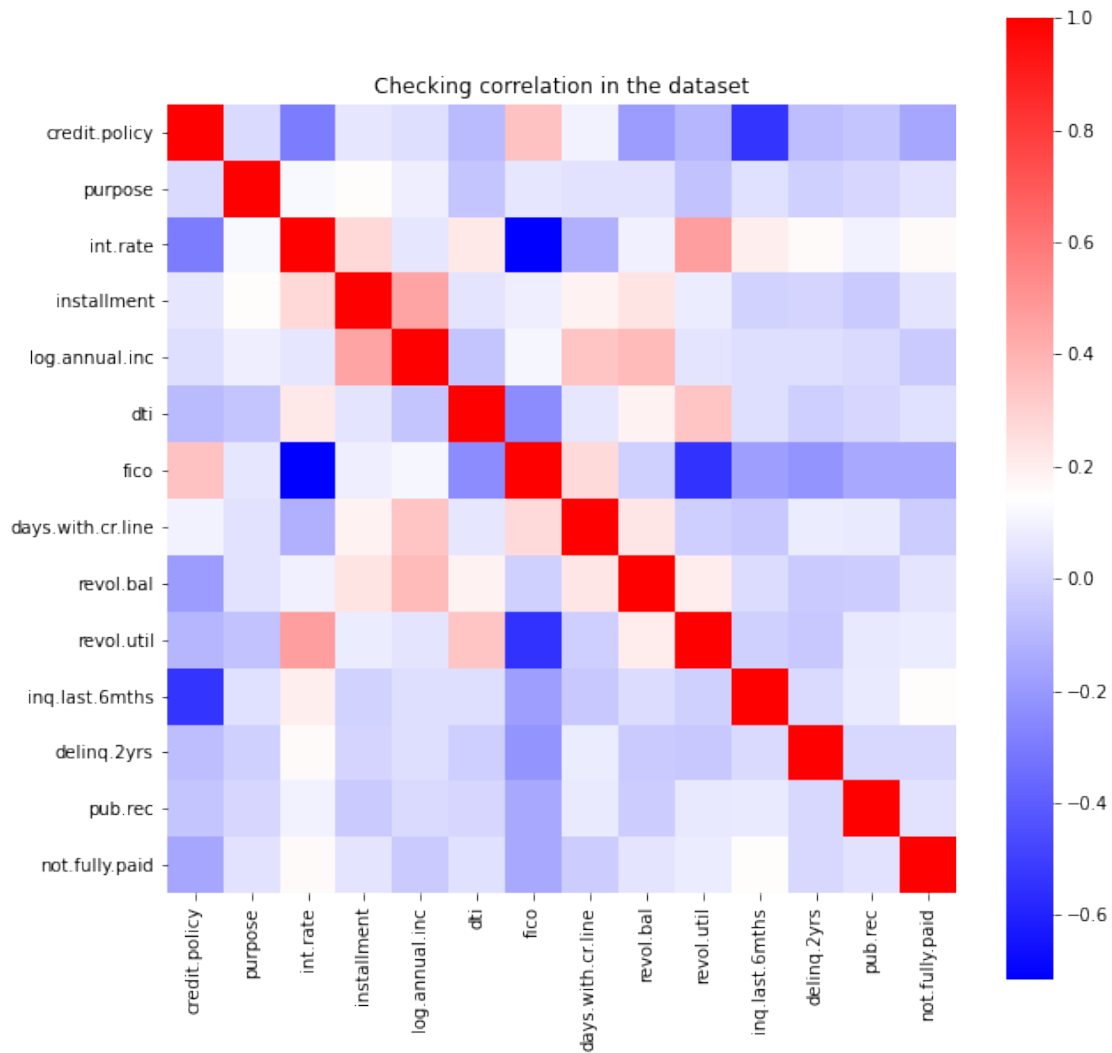 Checking correlation in the dataset
credit.policy
purpose
int.rate
installment
log.annual.inc
dti
fico
days.with.cr.line
revol.bal
revol.util
inq.last.6mths
delinq.2yrs
pub.rec
not.fully.paid
credit.policy
purpose
int.rate
installment
log.annual.inc
dti
fico
days.with.cr.line
revol.bal
revol.util
inq.last.6mths
delinq.2yrs
pub.rec
not.fully.paid
1.0
0.8
0.6
0.4
0.2
0.0
−0.2
−0.4
−0.6